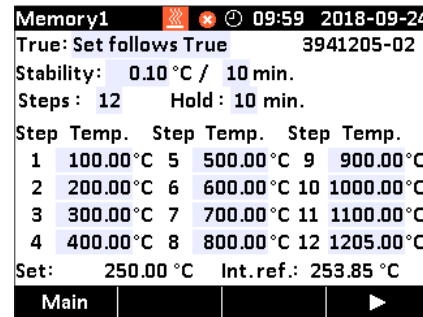 Memory1 09:59 2018-09-24
True: Set follows True 3941205-02
Stability: 0.10 °C / 10 min.
Steps: 12 Hold: 10 min.
Step Temp. Step Temp. Step Temp.
1 100.00°C 5 500.00°C 9 900.00°C
2 200.00°C 6 600.00°C 10 1000.00°C
3 300.00°C 7 700.00°C 11 1100.00°C
4 400.00°C 8 800.00°C 12 1205.00°C
Set: 250.00 °C Int.ref.: 253.85 °C
Main